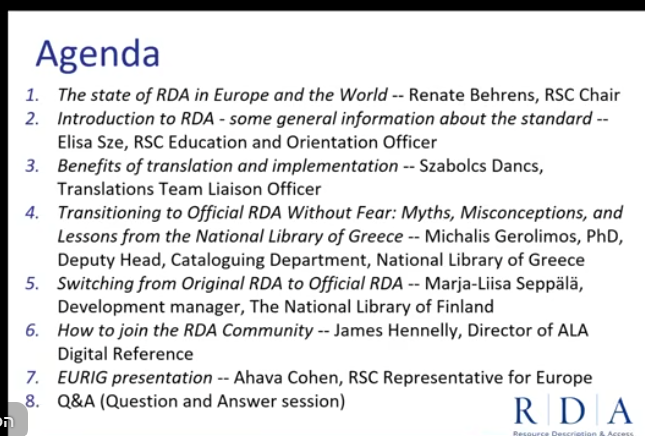 Agenda
1. The state of RDA in Europe and the World -- Renate Behrens, RSC Chair
2. Introduction to RDA - some general information about the standard --
Elisa Sze, RSC Education and Orientation Officer
3. Benefits of translation and implementation -- Szabolcs Dancs,
Translations Team Liaison Officer
4. Transitioning to Official RDA Without Fear: Myths, Misconceptions, and
Lessons from the National Library of Greece -- Michalis Gerolimos, PhD,
Deputy Head, Cataloguing Department, National Library of Greece
5. Switching from Original RDA to Official RDA -- Marja-Liisa Seppälä,
Development manager, The National Library of Finland
6. How to join the RDA Community -- James Hennelly, Director of ALA
Digital Reference
7. EURIG presentation -- Ahava Cohen, RSC Representative for Europe
8. Q&A (Question and Answer session)
R | D | A
Resource Description & Access